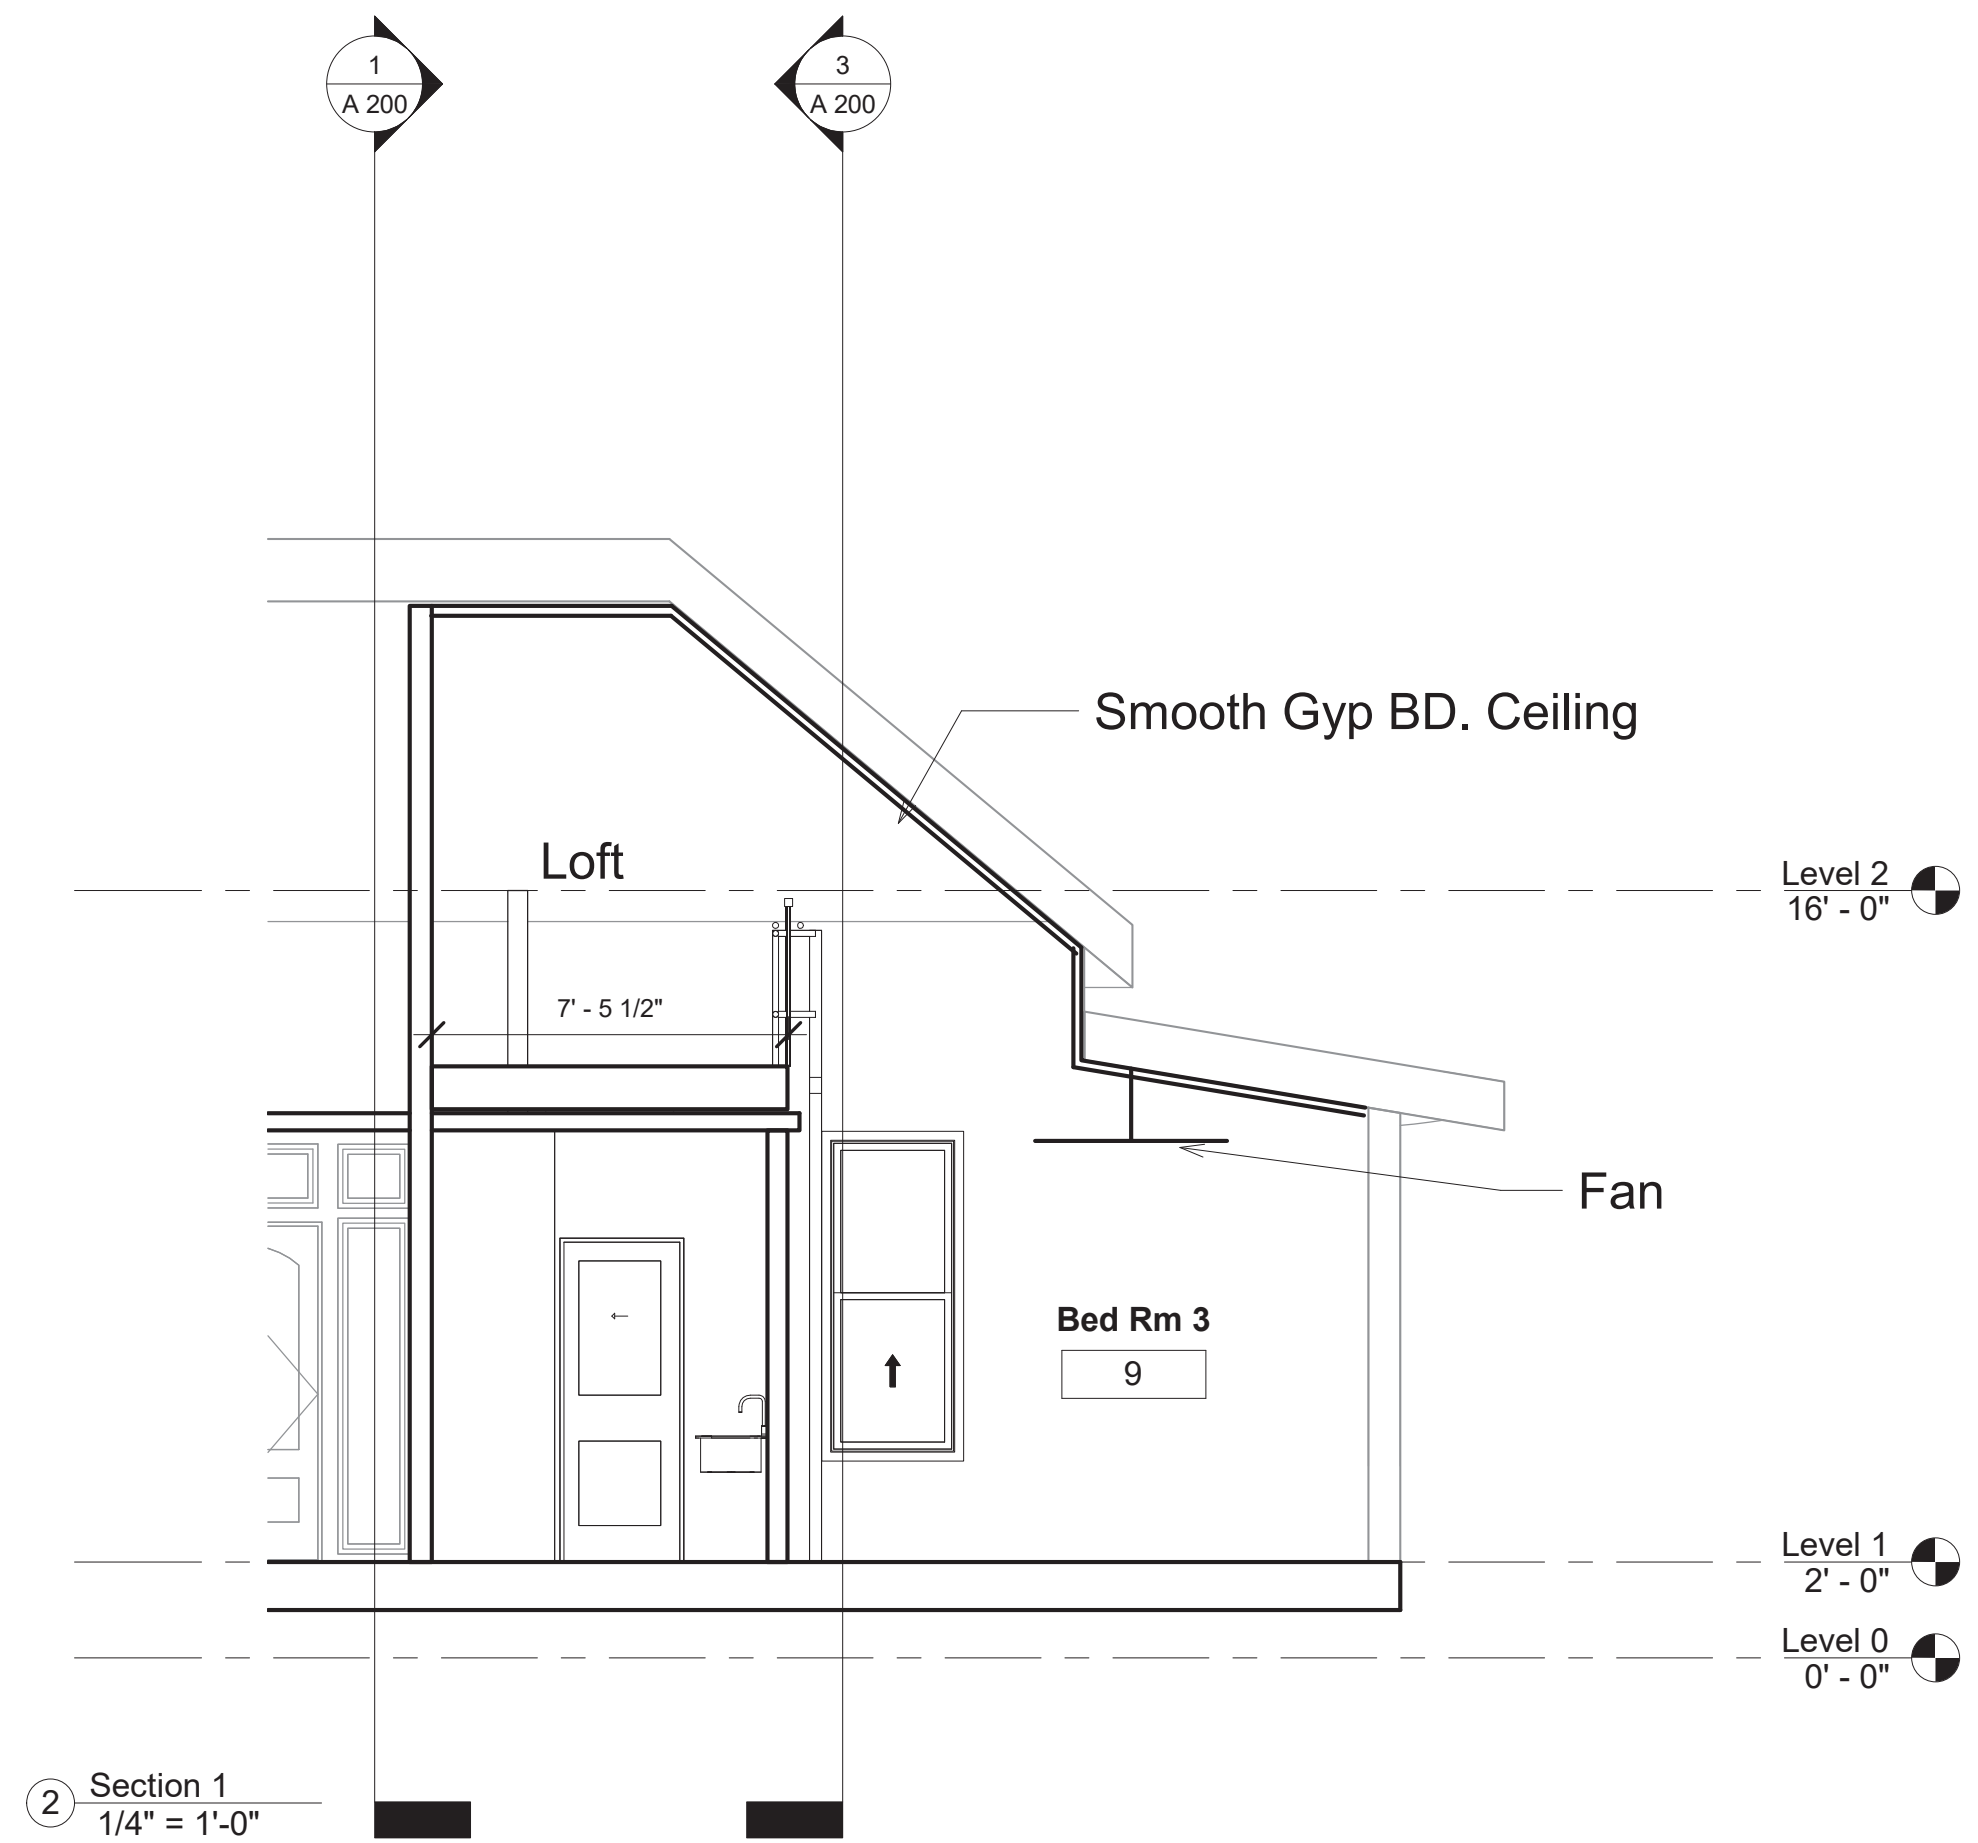 1
A 200
3
A 200
Smooth Gyp BD. Ceiling
Loft
Level 2
16' - 0"
7' - 5 1/2"
Fan
Bed Rm 3
9
Level 1
2' - 0"
Level 0
0' - 0"
2
Section 1
1/4" = 1'-0"